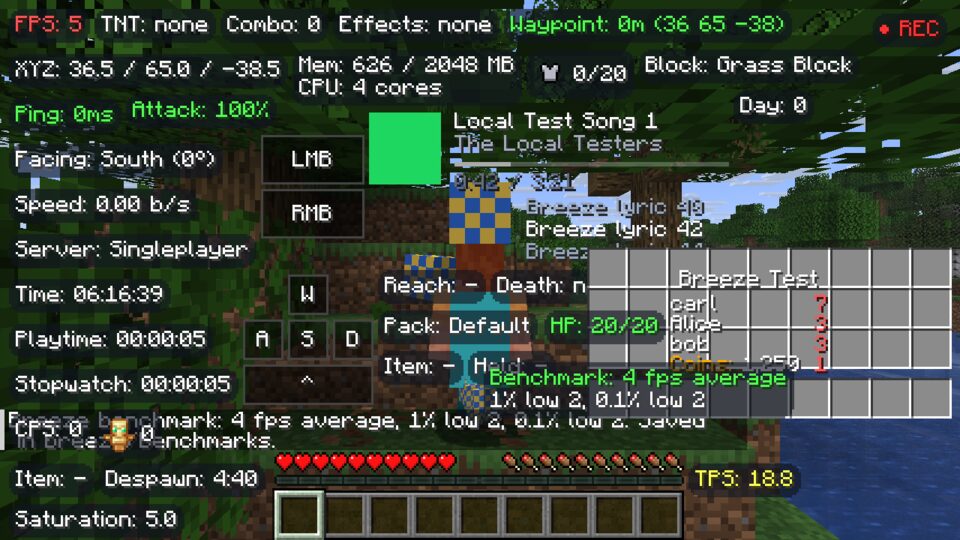 FPS: 5 TNT: none Combo: 0 Effects: none Waypoint: 0m (36 65 -38) REC
XYZ: 36.5 / 65.0 / -38.5 Mem: 626 / 2048 MB 0/20 Block: Grass Block
CPU: 4 cores
Ping: 0ms Attack: 100% Day: 0
Local Test Song 1
The Local Testers
0:42 / 3:21
Facing: South (0°) LMB
Speed: 0.00 b/s RMB
Breeze lyric 40
Breeze lyric 42
Breeze
Server: Singleplayer
Breeze Test
Reach: - Death: n
Time: 06:16:39 W
carl 7
Alice 3
bob 3
Coins: 1,250 1
Pack: Default HP: 20/20
Playtime: 00:00:05 A S D
Item: - Held: -
Stopwatch: 00:00:05 ^
Benchmark: 4 fps average
1% low 2, 0.1% low 2
Breeze benchmark: 4 fps average, 1% low 2, 0.1% low 2. Saved
in breeze benchmarks.
CPS: 0 0
Item: - Despawn: 4:40 TPS: 18.8
Saturation: 5.0